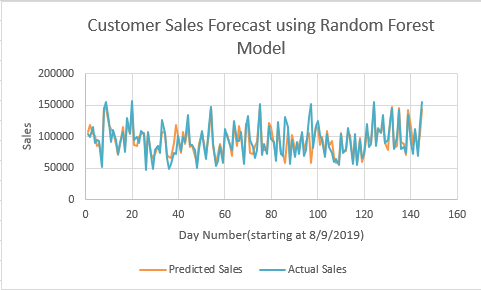 Customer Sales Forecast using Random Forest
Model
200000
150000
100000
50000
0
Sales
0 20 40 60 80 100 120 140 160
Day Number(starting at 8/9/2019)
Predicted Sales Actual Sales